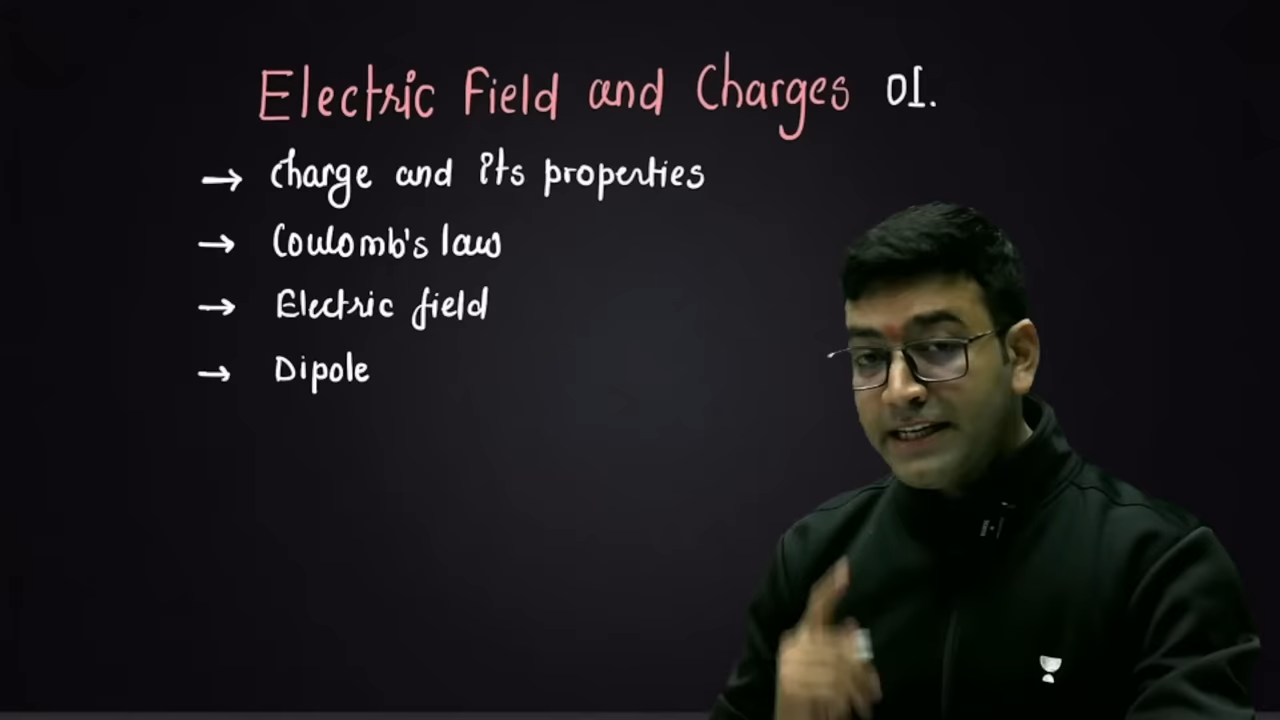 Electric Field and Charges 01.
→ Charge and its properties
→ Coulomb's law
→ Electric field
→ Dipole